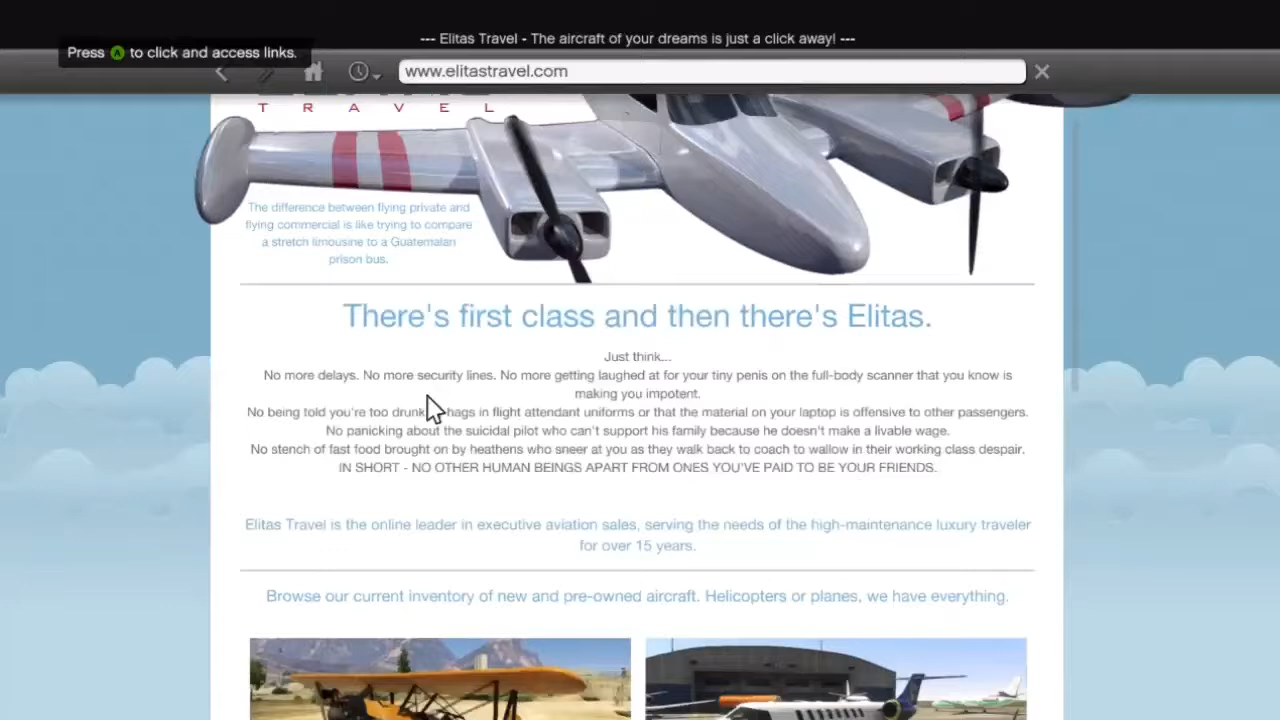 --- Elitas Travel - The aircraft of your dreams is just a click away! ---
Press A to click and access links.
www.elitastravel.com
TRAVEL
The difference between flying private and
flying commercial is like trying to compare
a stretch limousine to a Guatemalan
prison bus.
There's first class and then there's Elitas.
Just think...
No more delays. No more security lines. No more getting laughed at for your tiny penis on the full-body scanner that you know is
making you impotent.
No being told you're too drunk hags in flight attendant uniforms or that the material on your laptop is offensive to other passengers.
No panicking about the suicidal pilot who can't support his family because he doesn't make a livable wage.
No stench of fast food brought on by heathens who sneer at you as they walk back to coach to wallow in their working class despair.
IN SHORT - NO OTHER HUMAN BEINGS APART FROM ONES YOU'VE PAID TO BE YOUR FRIENDS.
Elitas Travel is the online leader in executive aviation sales, serving the needs of the high-maintenance luxury traveler
for over 15 years.
Browse our current inventory of new and pre-owned aircraft. Helicopters or planes, we have everything.